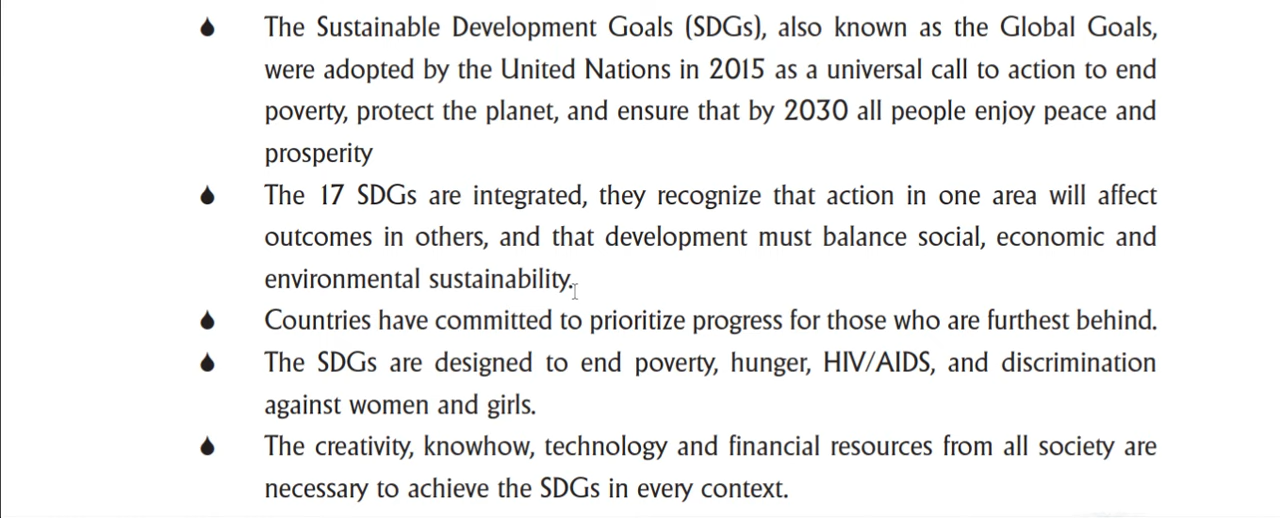 The Sustainable Development Goals (SDGs), also known as the Global Goals,
were adopted by the United Nations in 2015 as a universal call to action to end
poverty, protect the planet, and ensure that by 2030 all people enjoy peace and
prosperity
The 17 SDGs are integrated, they recognize that action in one area will affect
outcomes in others, and that development must balance social, economic and
environmental sustainability.
Countries have committed to prioritize progress for those who are furthest behind.
The SDGs are designed to end poverty, hunger, HIV/AIDS, and discrimination
against women and girls.
The creativity, knowhow, technology and financial resources from all society are
necessary to achieve the SDGs in every context.